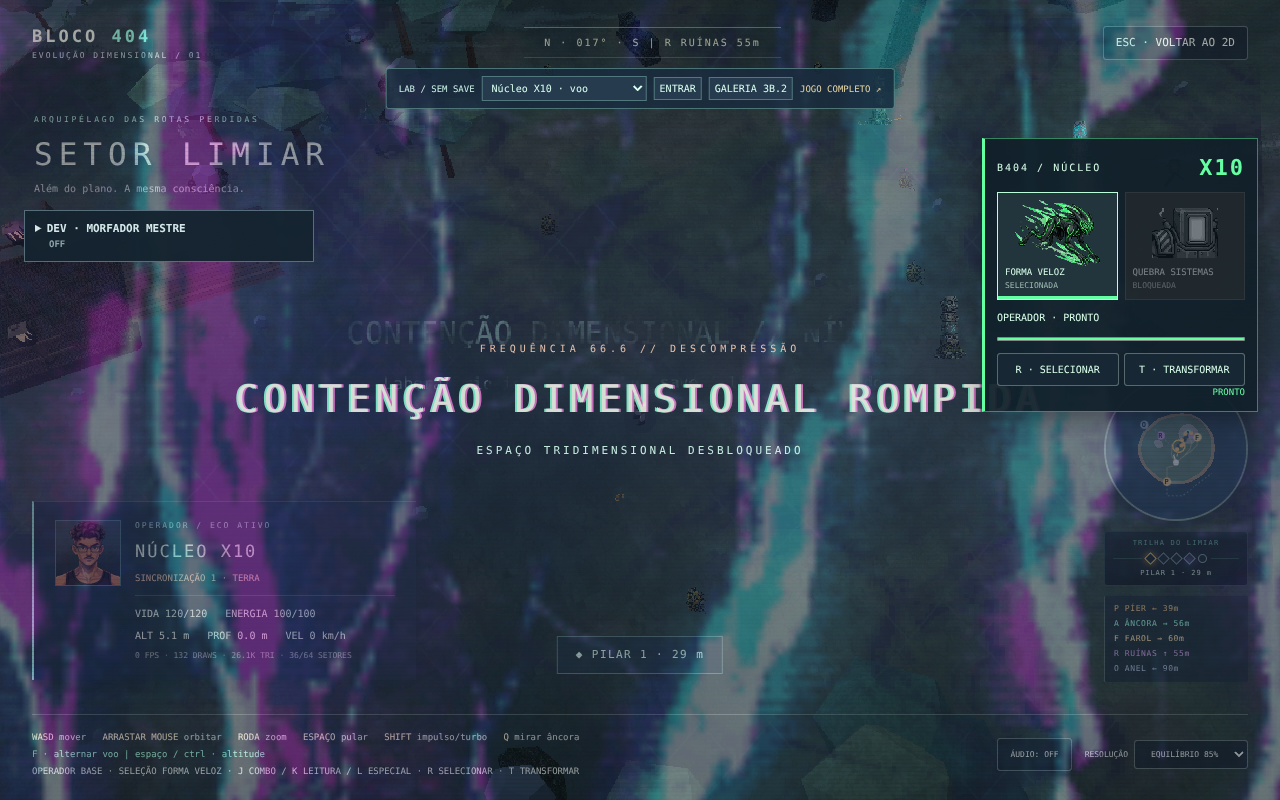 BLOCO 404
EVOLUÇÃO DIMENSIONAL / 01
N · 017° · S | R RUÍNAS 55m
ESC · VOLTAR AO 2D
LAB / SEM SAVE
Núcleo X10 · voo
ENTRAR
GALERIA 3B.2
JOGO COMPLETO ↗
ARQUIPÉLAGO DAS ROTAS PERDIDAS
SETOR LIMIAR
Além do plano. A mesma consciência.
▶ DEV · MORFADOR MESTRE
OFF
B404 / NÚCLEO
X10
FORMA VELOZ
SELECIONADA
QUEBRA SISTEMAS
BLOQUEADA
OPERADOR · PRONTO
R · SELECIONAR
T · TRANSFORMAR
PRONTO
CONTENÇÃO DIMENSIONAL
FREQUÊNCIA 66.6 // DESCOMPRESSÃO
CONTENÇÃO DIMENSIONAL ROMPIDA
ESPAÇO TRIDIMENSIONAL DESBLOQUEADO
OPERADOR / ECO ATIVO
NÚCLEO X10
SINCRONIZAÇÃO 1 · TERRA
VIDA 120/120 ENERGIA 100/100
ALT 5.1 m PROF 0.0 m VEL 0 km/h
0 FPS · 132 DRAWS · 26.1K TRI · 36/64 SETORES
TRILHA DO LIMIAR
PILAR 1 · 29 m
P PÍER ← 39m
A ÂNCORA → 56m
F FAROL → 60m
R RUÍNAS ↑ 55m
O ANEL ← 90m
◆ PILAR 1 · 29 m
WASD mover ARRASTAR MOUSE orbitar RODA zoom ESPAÇO pular SHIFT impulso/turbo Q mirar âncora
F · alternar voo | espaço / ctrl · altitude
OPERADOR BASE · SELEÇÃO FORMA VELOZ · J COMBO / K LEITURA / L ESPECIAL · R SELECIONAR · T TRANSFORMAR
ÁUDIO: OFF
RESOLUÇÃO
EQUILÍBRIO 85%